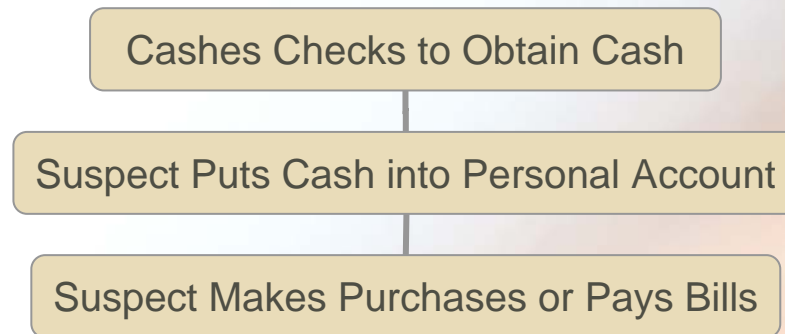 Cashes Checks to Obtain Cash
Suspect Puts Cash into Personal Account
Suspect Makes Purchases or Pays Bills